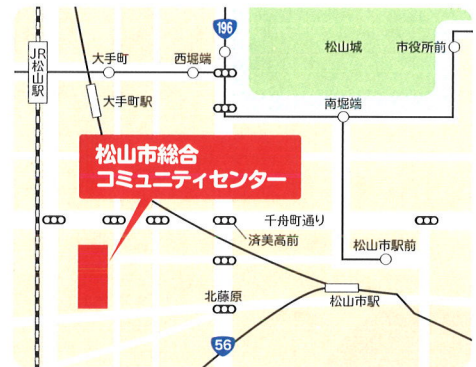 196
松山城
市役所前
大手町
西堀端
JR松山駅
大手町駅
南堀端
松山市総合
コミュニティセンター
千舟町通り
済美高前
松山市駅前
北藤原
松山市駅
56